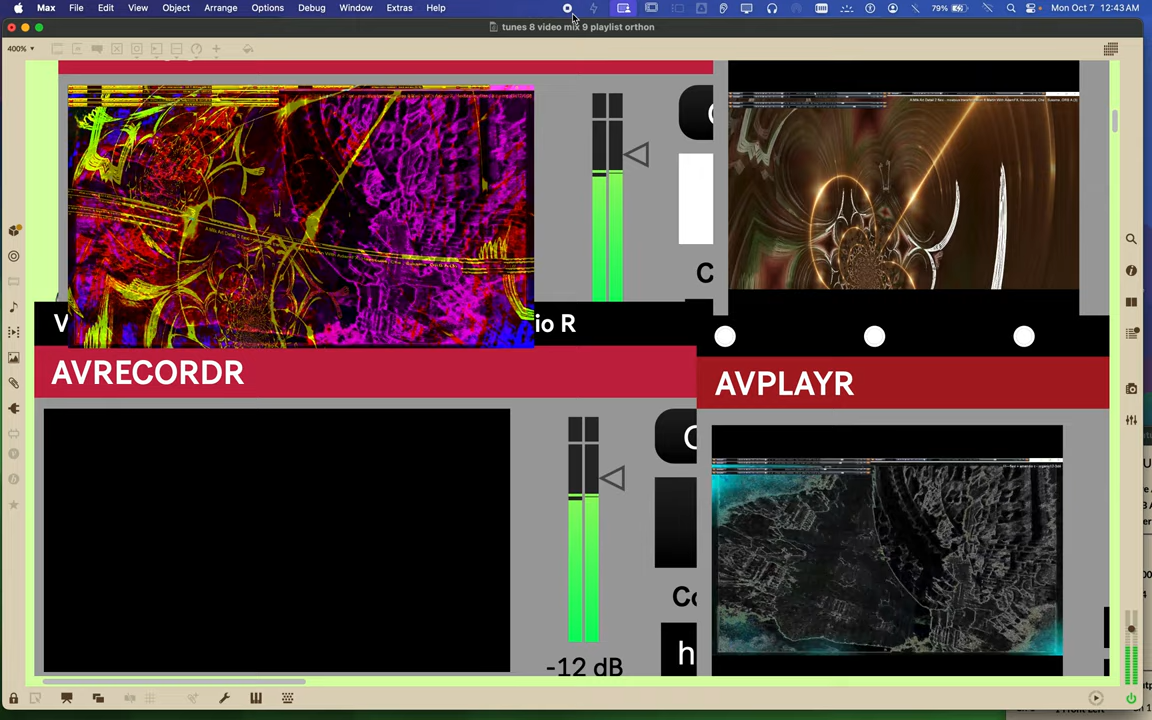 Max File Edit View Object Arrange Options Debug Window Extras Help 79% Mon Oct 7 12:43 AM
tunes 8 video mix 9 playlist orthon
400%
C
V
io R
AVRECORDR
AVPLAYR
-12 dB
Co
h